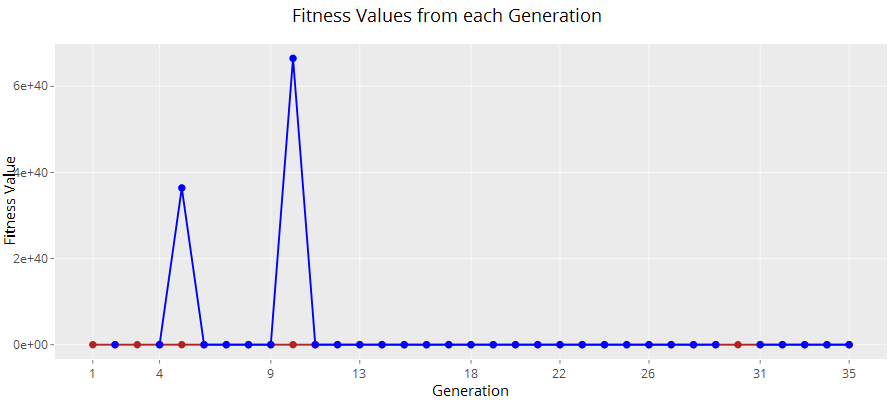 Fitness Values from each Generation
Fitness Value
6e+40
4e+40
2e+40
0e+00
1 4 9 13 18 22 26 31 35
Generation